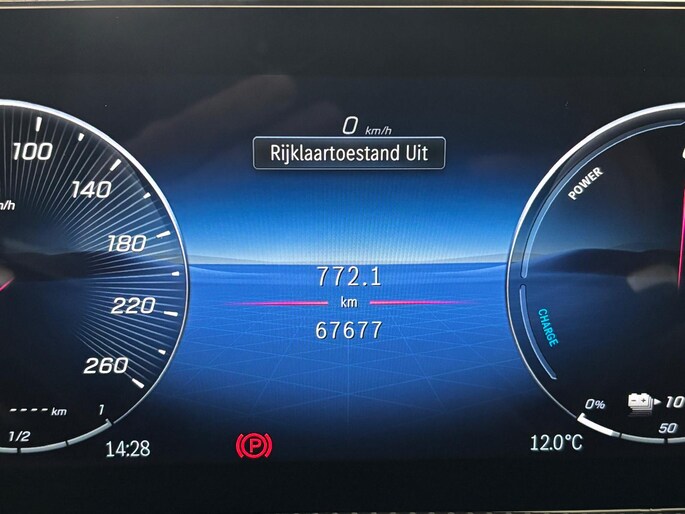 0 km/h
Rijklaartoestand Uit
100
140
180
220
260
772.1
km
67677
POWER
CHARGE
---- km
1
1/2
14:28
P
0%
50
12.0°C